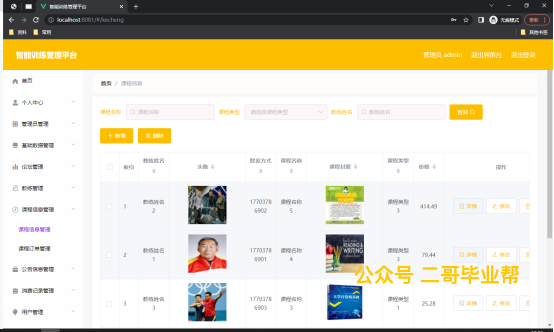 智能训练管理平台
localhost:8081/#/kecheng
无痕模式
更新
资料
常用
其他书签
智能训练管理平台
管理员 admin
退出到前台
退出登录
首页
个人中心
管理员管理
基础数据管理
论坛管理
教练管理
课程信息管理
课程信息管理
课程订单管理
公告信息管理
消费记录管理
用户管理
首页 / 课程信息
课程名称 课程名称 课程类型 请选择课程类型 教练姓名 教练姓名 查询
+ 新增 删除
索引 教练姓名 头像 联系方式 课程名称 课程封面 课程类型 价格 操作
1 教练姓名2 17703786902 课程名称5 课程类型3 414.49 详情 修改
2 教练姓名1 17703786901 课程名称4 课程类型3 79.44 详情 修改
READING & WRITING
3 教练姓名3 17703786903 课程名称3 课程类型1 25.28 详情 修改
公众号 二哥毕业帮